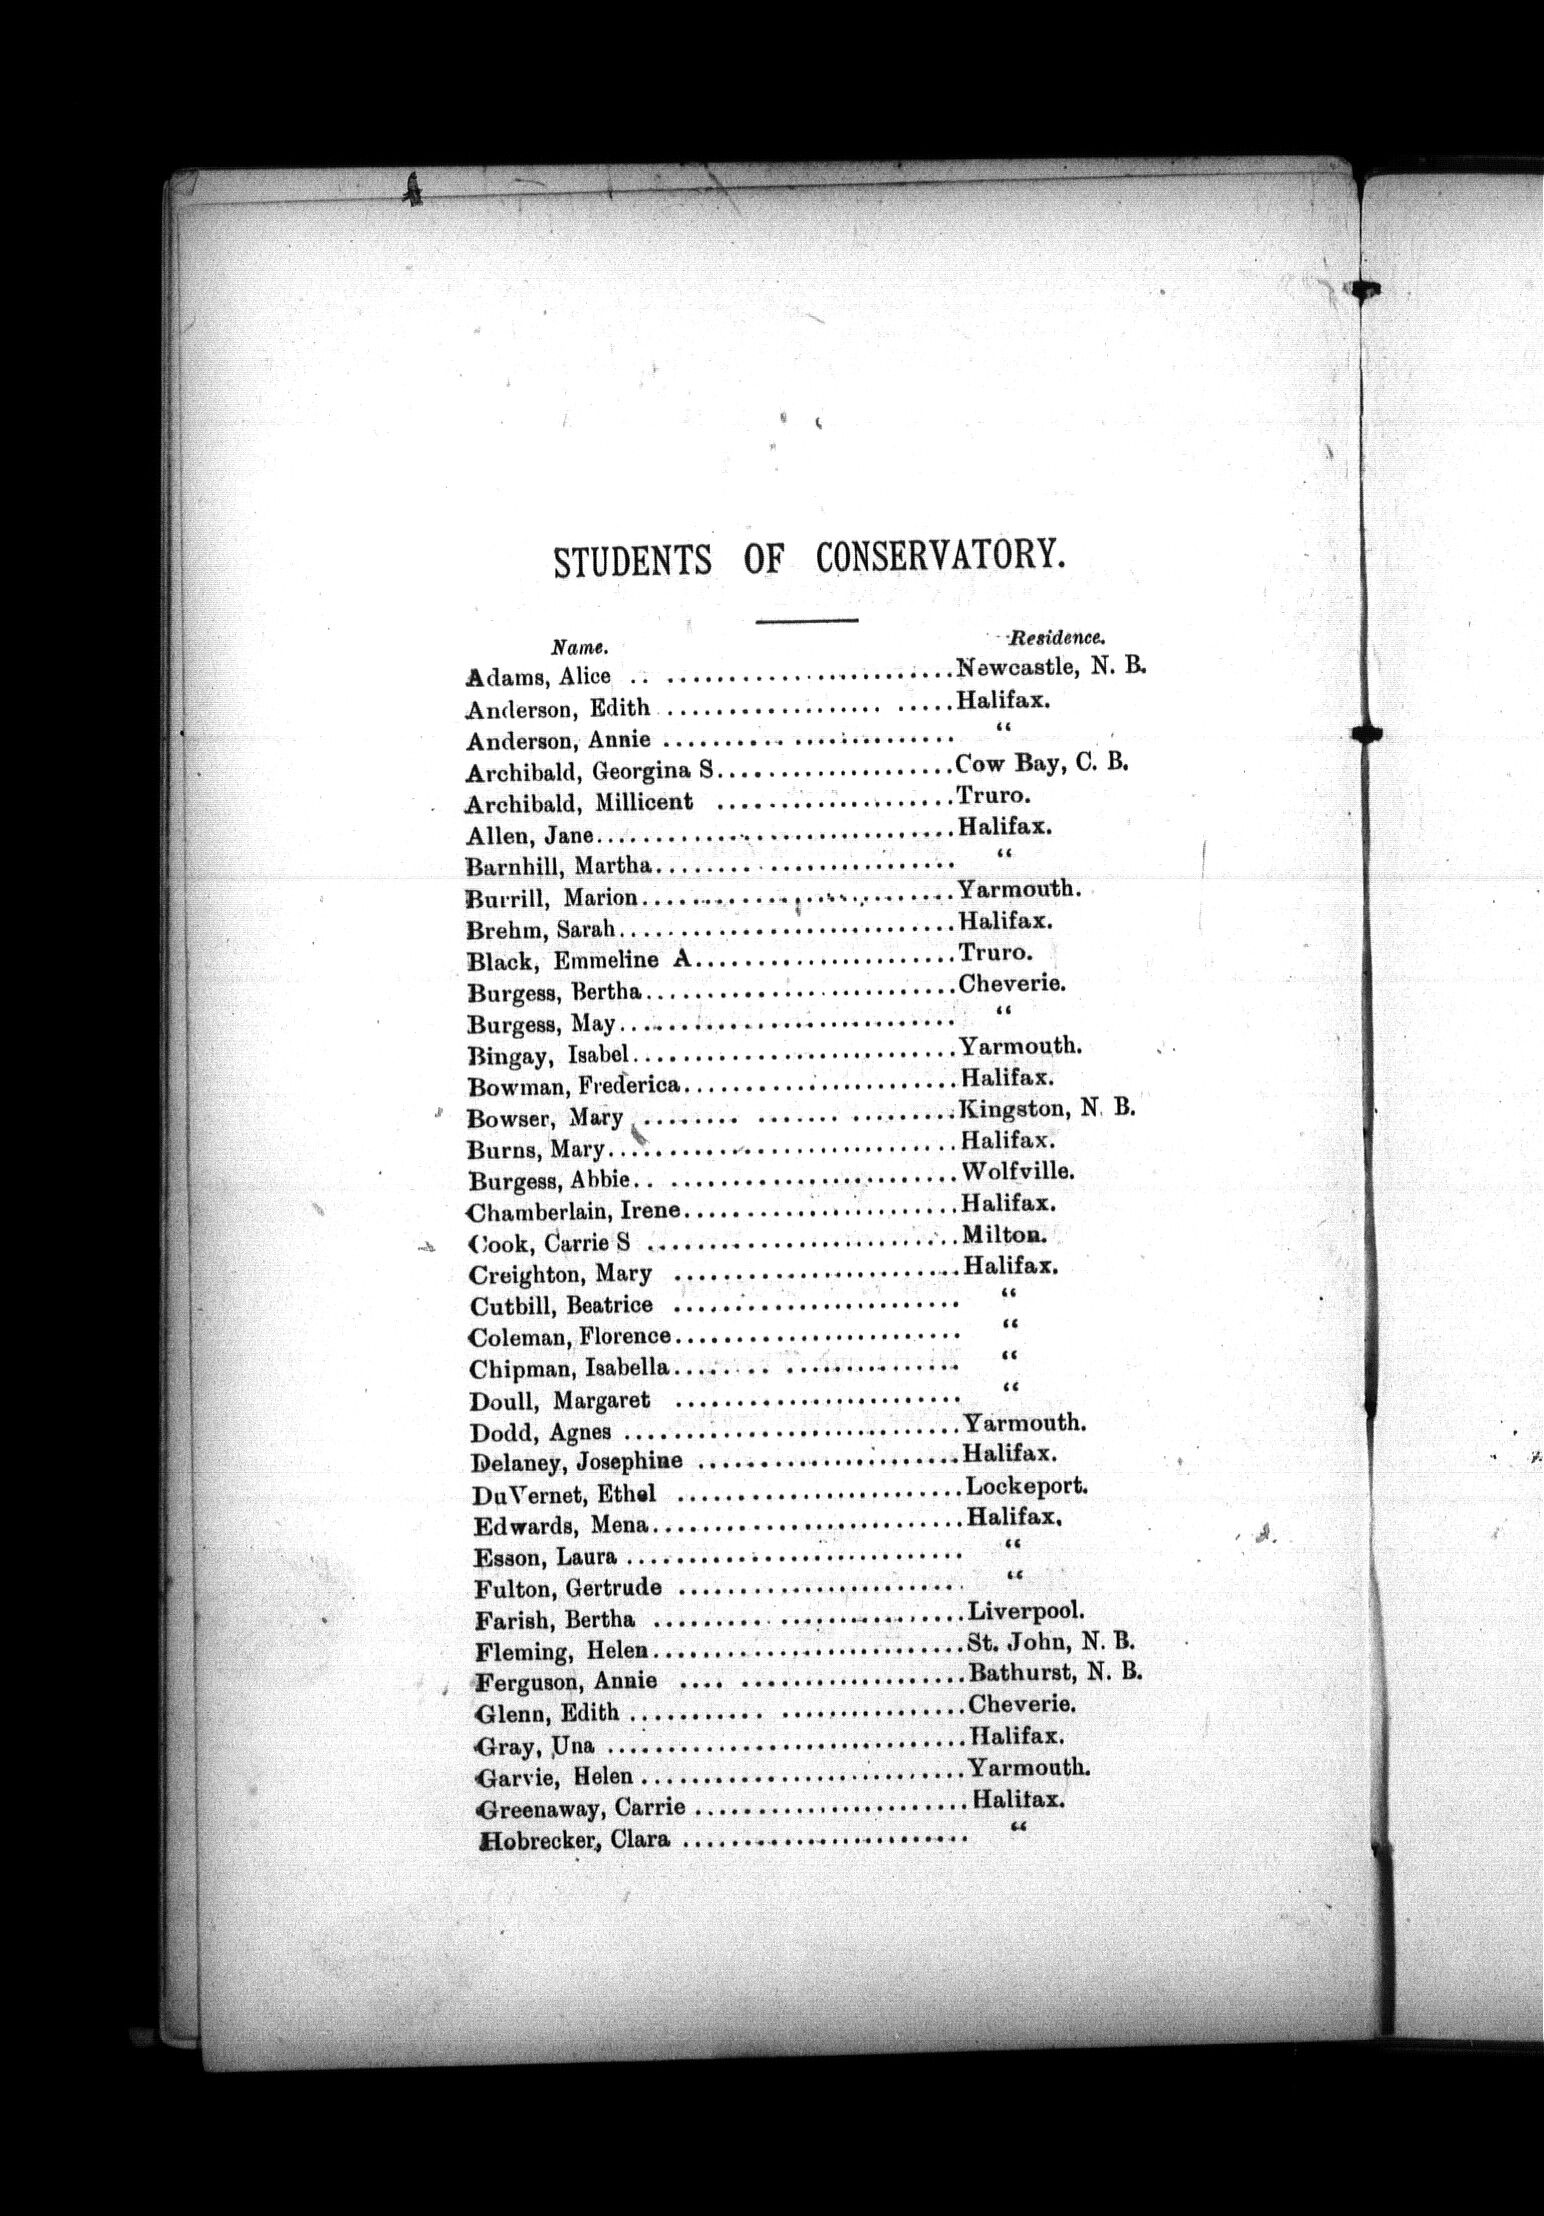 STUDENTS OF CONSERVATORY.
Name. Residence.
Adams, Alice .. ........................Newcastle, N. B.
Anderson, Edith .................. .....Halifax.
Anderson, Annie .......... ............. “
Archibald, Georgina S...................Cow Bay, C. B.
Archibald, Millicent ...................Truro.
Allen, Jane.............................Halifax.
Barnhill, Martha........ ............... “
Burrill, Marion.........................Yarmouth.
Brehm, Sarah............................Halifax.
Black, Emmeline A.......................Truro.
Burgess, Bertha.........................Cheverie.
Burgess, May............................ “
Bingay, Isabel..........................Yarmouth.
Bowman, Frederica.......................Halifax.
Bowser, Mary ........ ....... .........Kingston, N. B.
Burns, Mary.............................Halifax.
Burgess, Abbie.. .......................Wolfville.
Chamberlain, Irene......................Halifax.
Cook, Carrie S .........................Milton.
Creighton, Mary ........................Halifax.
Cutbill, Beatrice ........................ “
Coleman, Florence........................ “
Chipman, Isabella........ .............. “
Doull, Margaret ........................ “
Dodd, Agnes ............................Yarmouth.
Delaney, Josephine ......................Halifax.
DuVernet, Ethel ........................Lockeport.
Edwards, Mena..........................Halifax.
Esson, Laura ............................ “
Fulton, Gertrude ....................... “
Farish, Bertha ......... ...............Liverpool.
Fleming, Helen..........................St. John, N. B.
Ferguson, Annie .... ...................Bathurst, N. B.
Glenn, Edith ........... ...............Cheverie.
Gray, Una ..............................Halifax.
Garvie, Helen ...........................Yarmouth.
Greenaway, Carrie .......................Halifax.
Hobrecker, Clara ........................ “